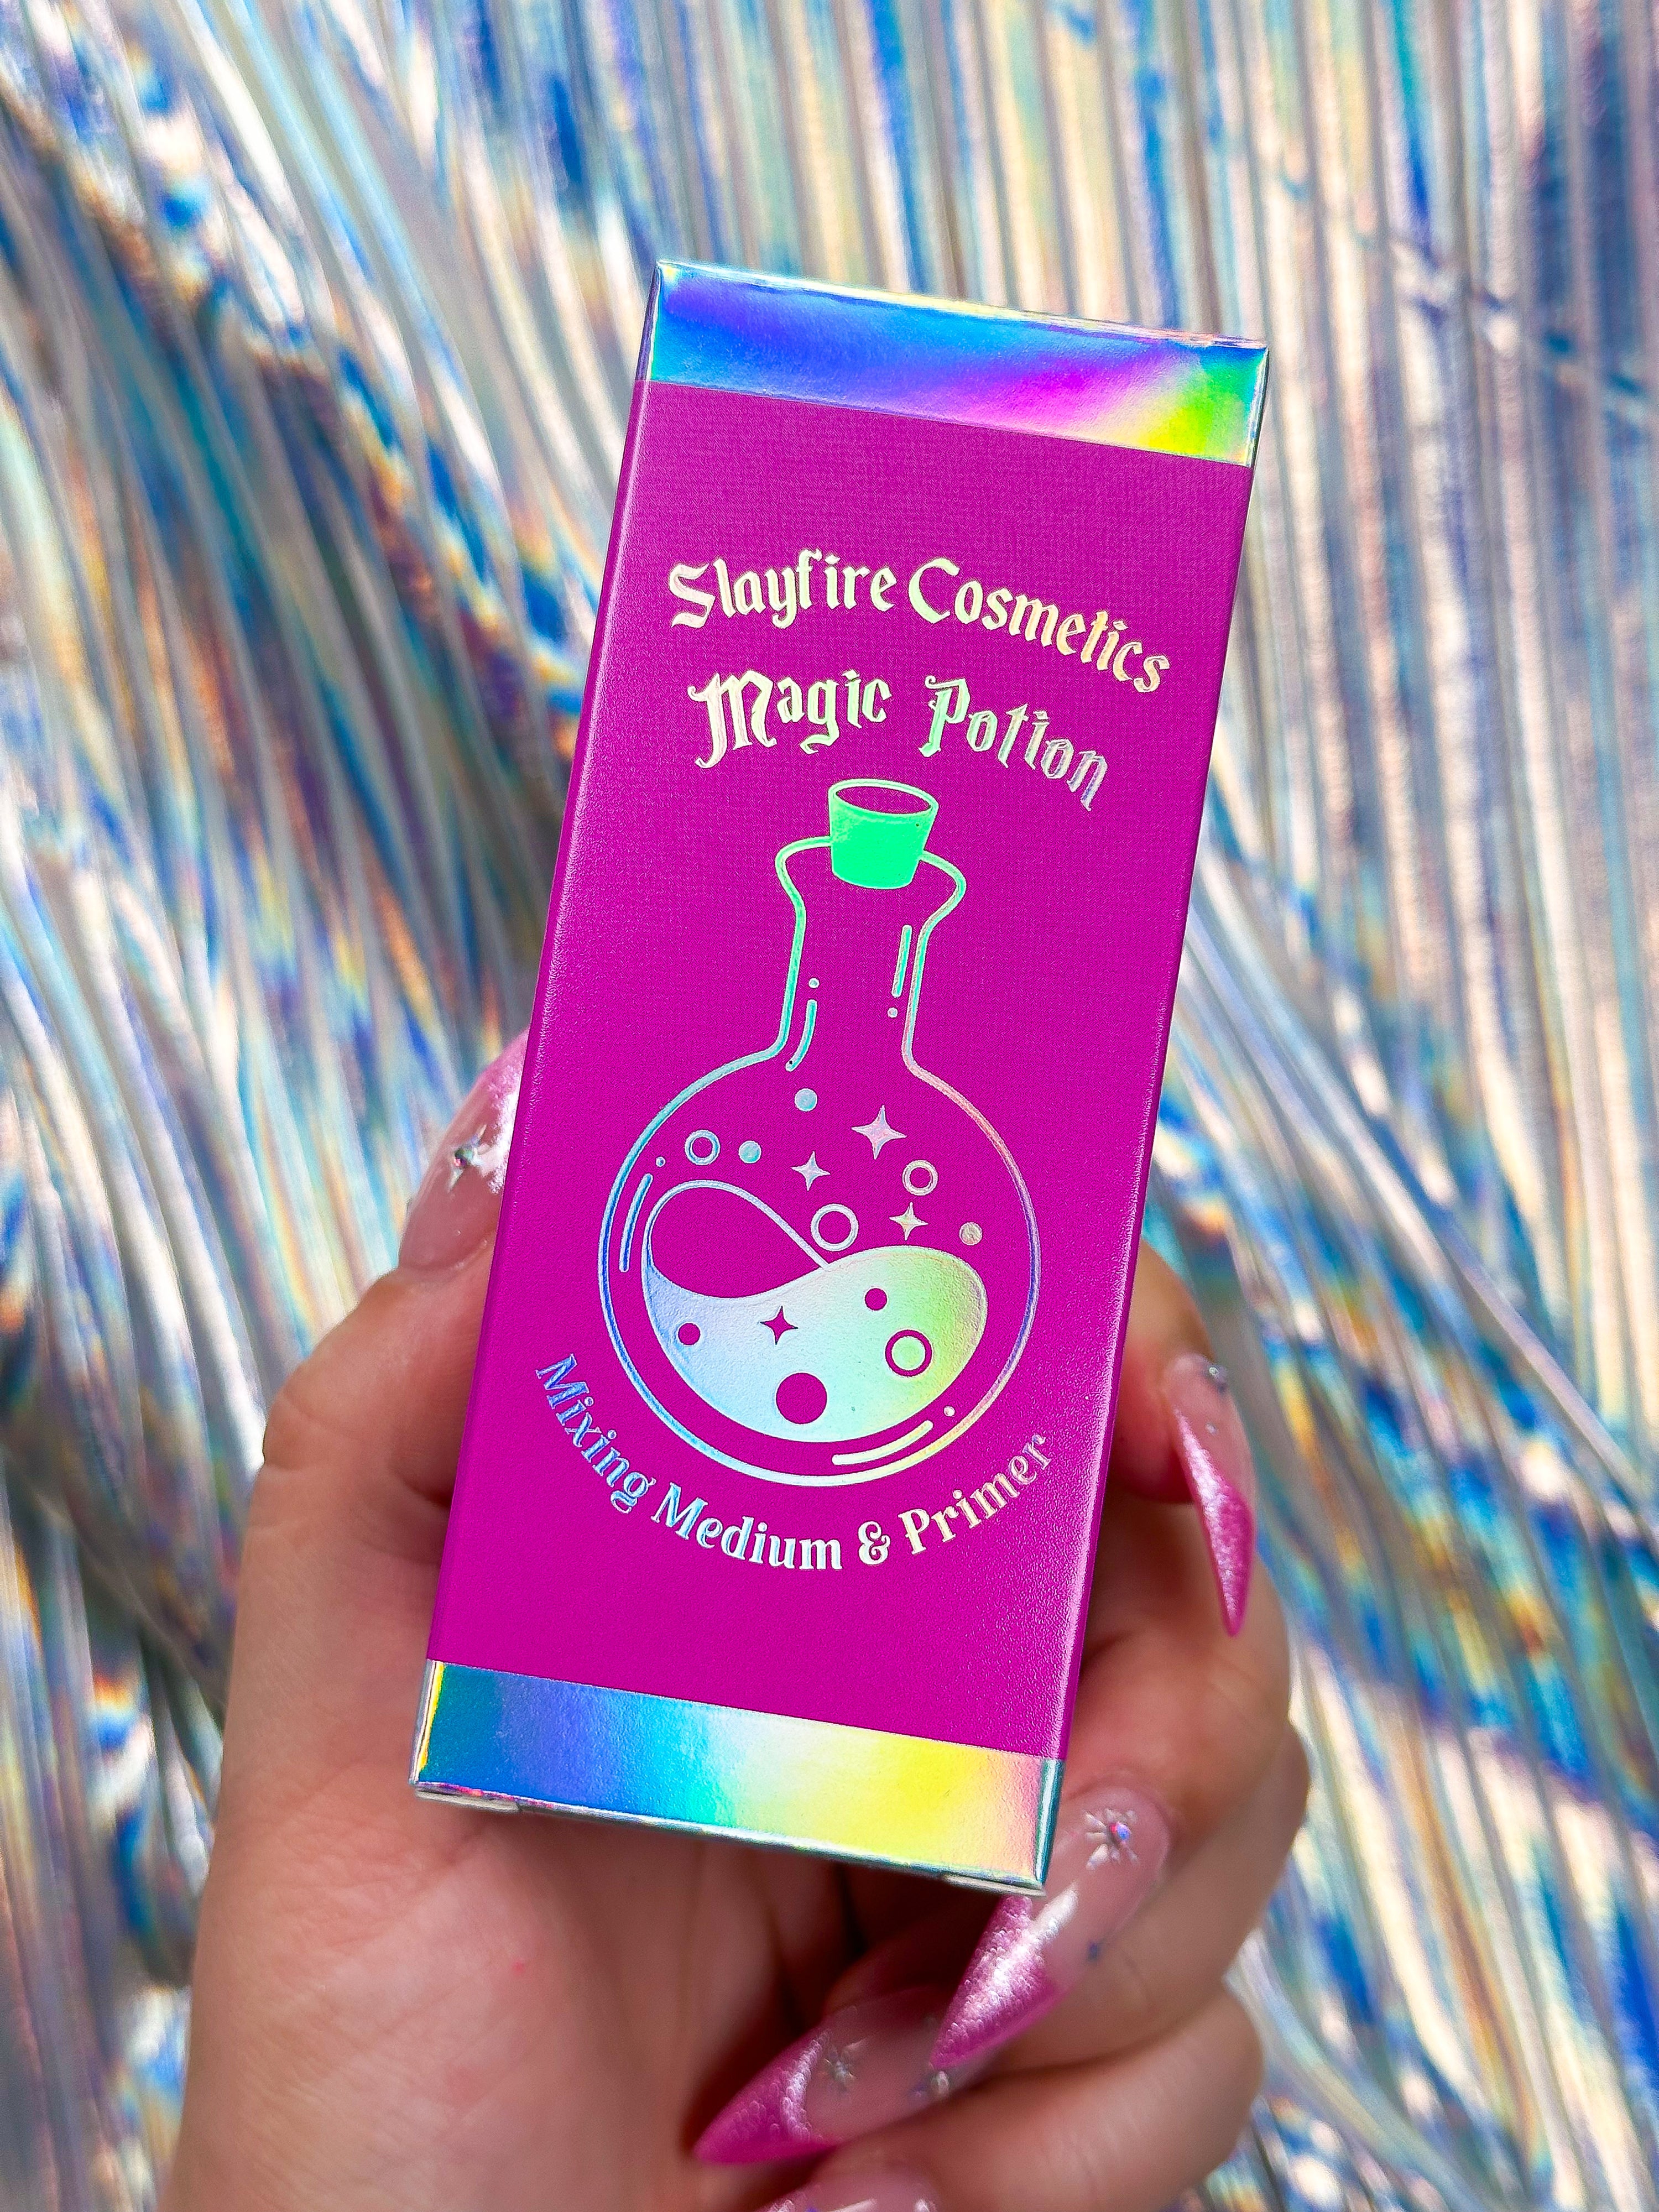 Slayfire Cosmetics
Magic Potion
Mixing Medium & Primer